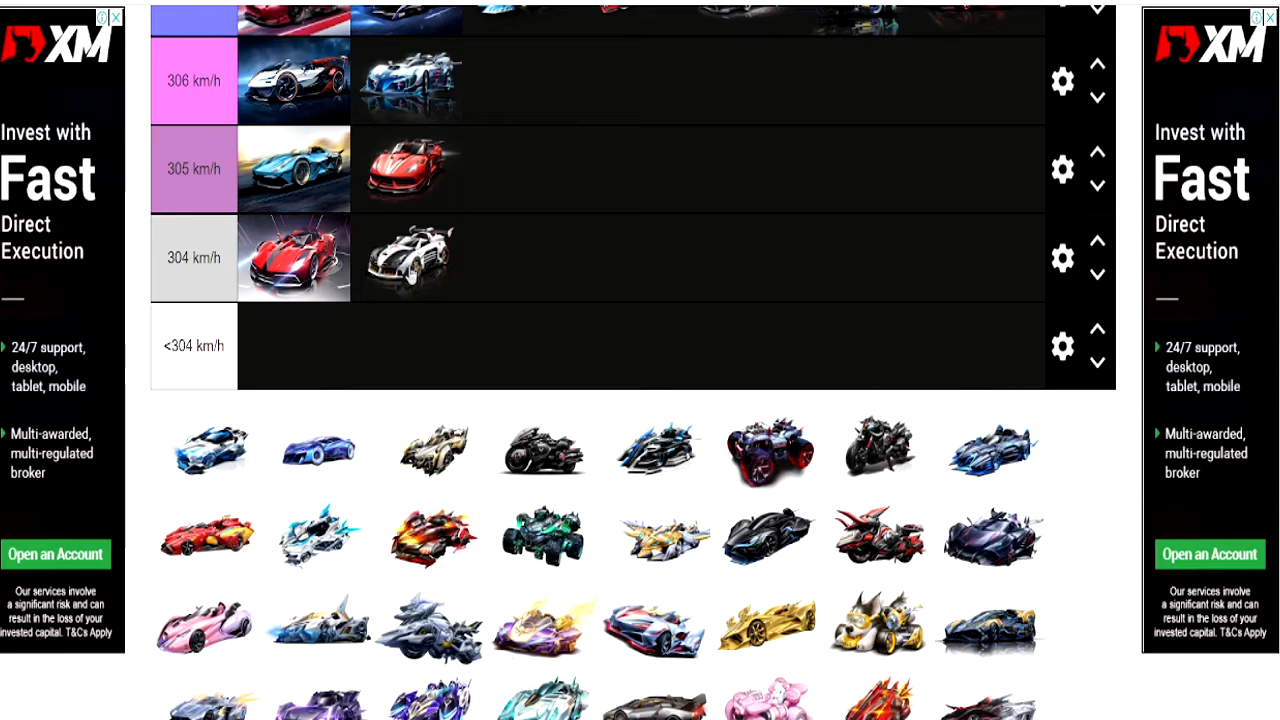 XM
Invest with
Fast
Direct
Execution
24/7 support,
desktop,
tablet, mobile
Multi-awarded,
multi-regulated
broker
Open an Account
Our services involve
a significant risk and can
result in the loss of your
invested capital. T&Cs Apply
306 km/h
305 km/h
304 km/h
<304 km/h
XM
Invest with
Fast
Direct
Execution
24/7 support,
desktop,
tablet, mobile
Multi-awarded,
multi-regulated
broker
Open an Account
Our services involve
a significant risk and can
result in the loss of your
invested capital. T&Cs Apply